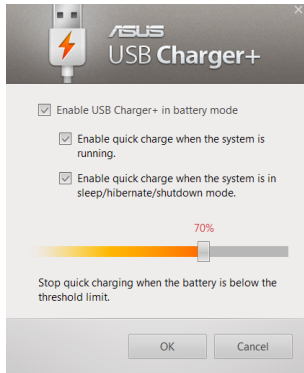 ASUS
USB Charger+
Enable USB Charger+ in battery mode
Enable quick charge when the system is
running.
Enable quick charge when the system is in
sleep/hibernate/shutdown mode.
70%
Stop quick charging when the battery is below the
threshold limit.
OK
Cancel